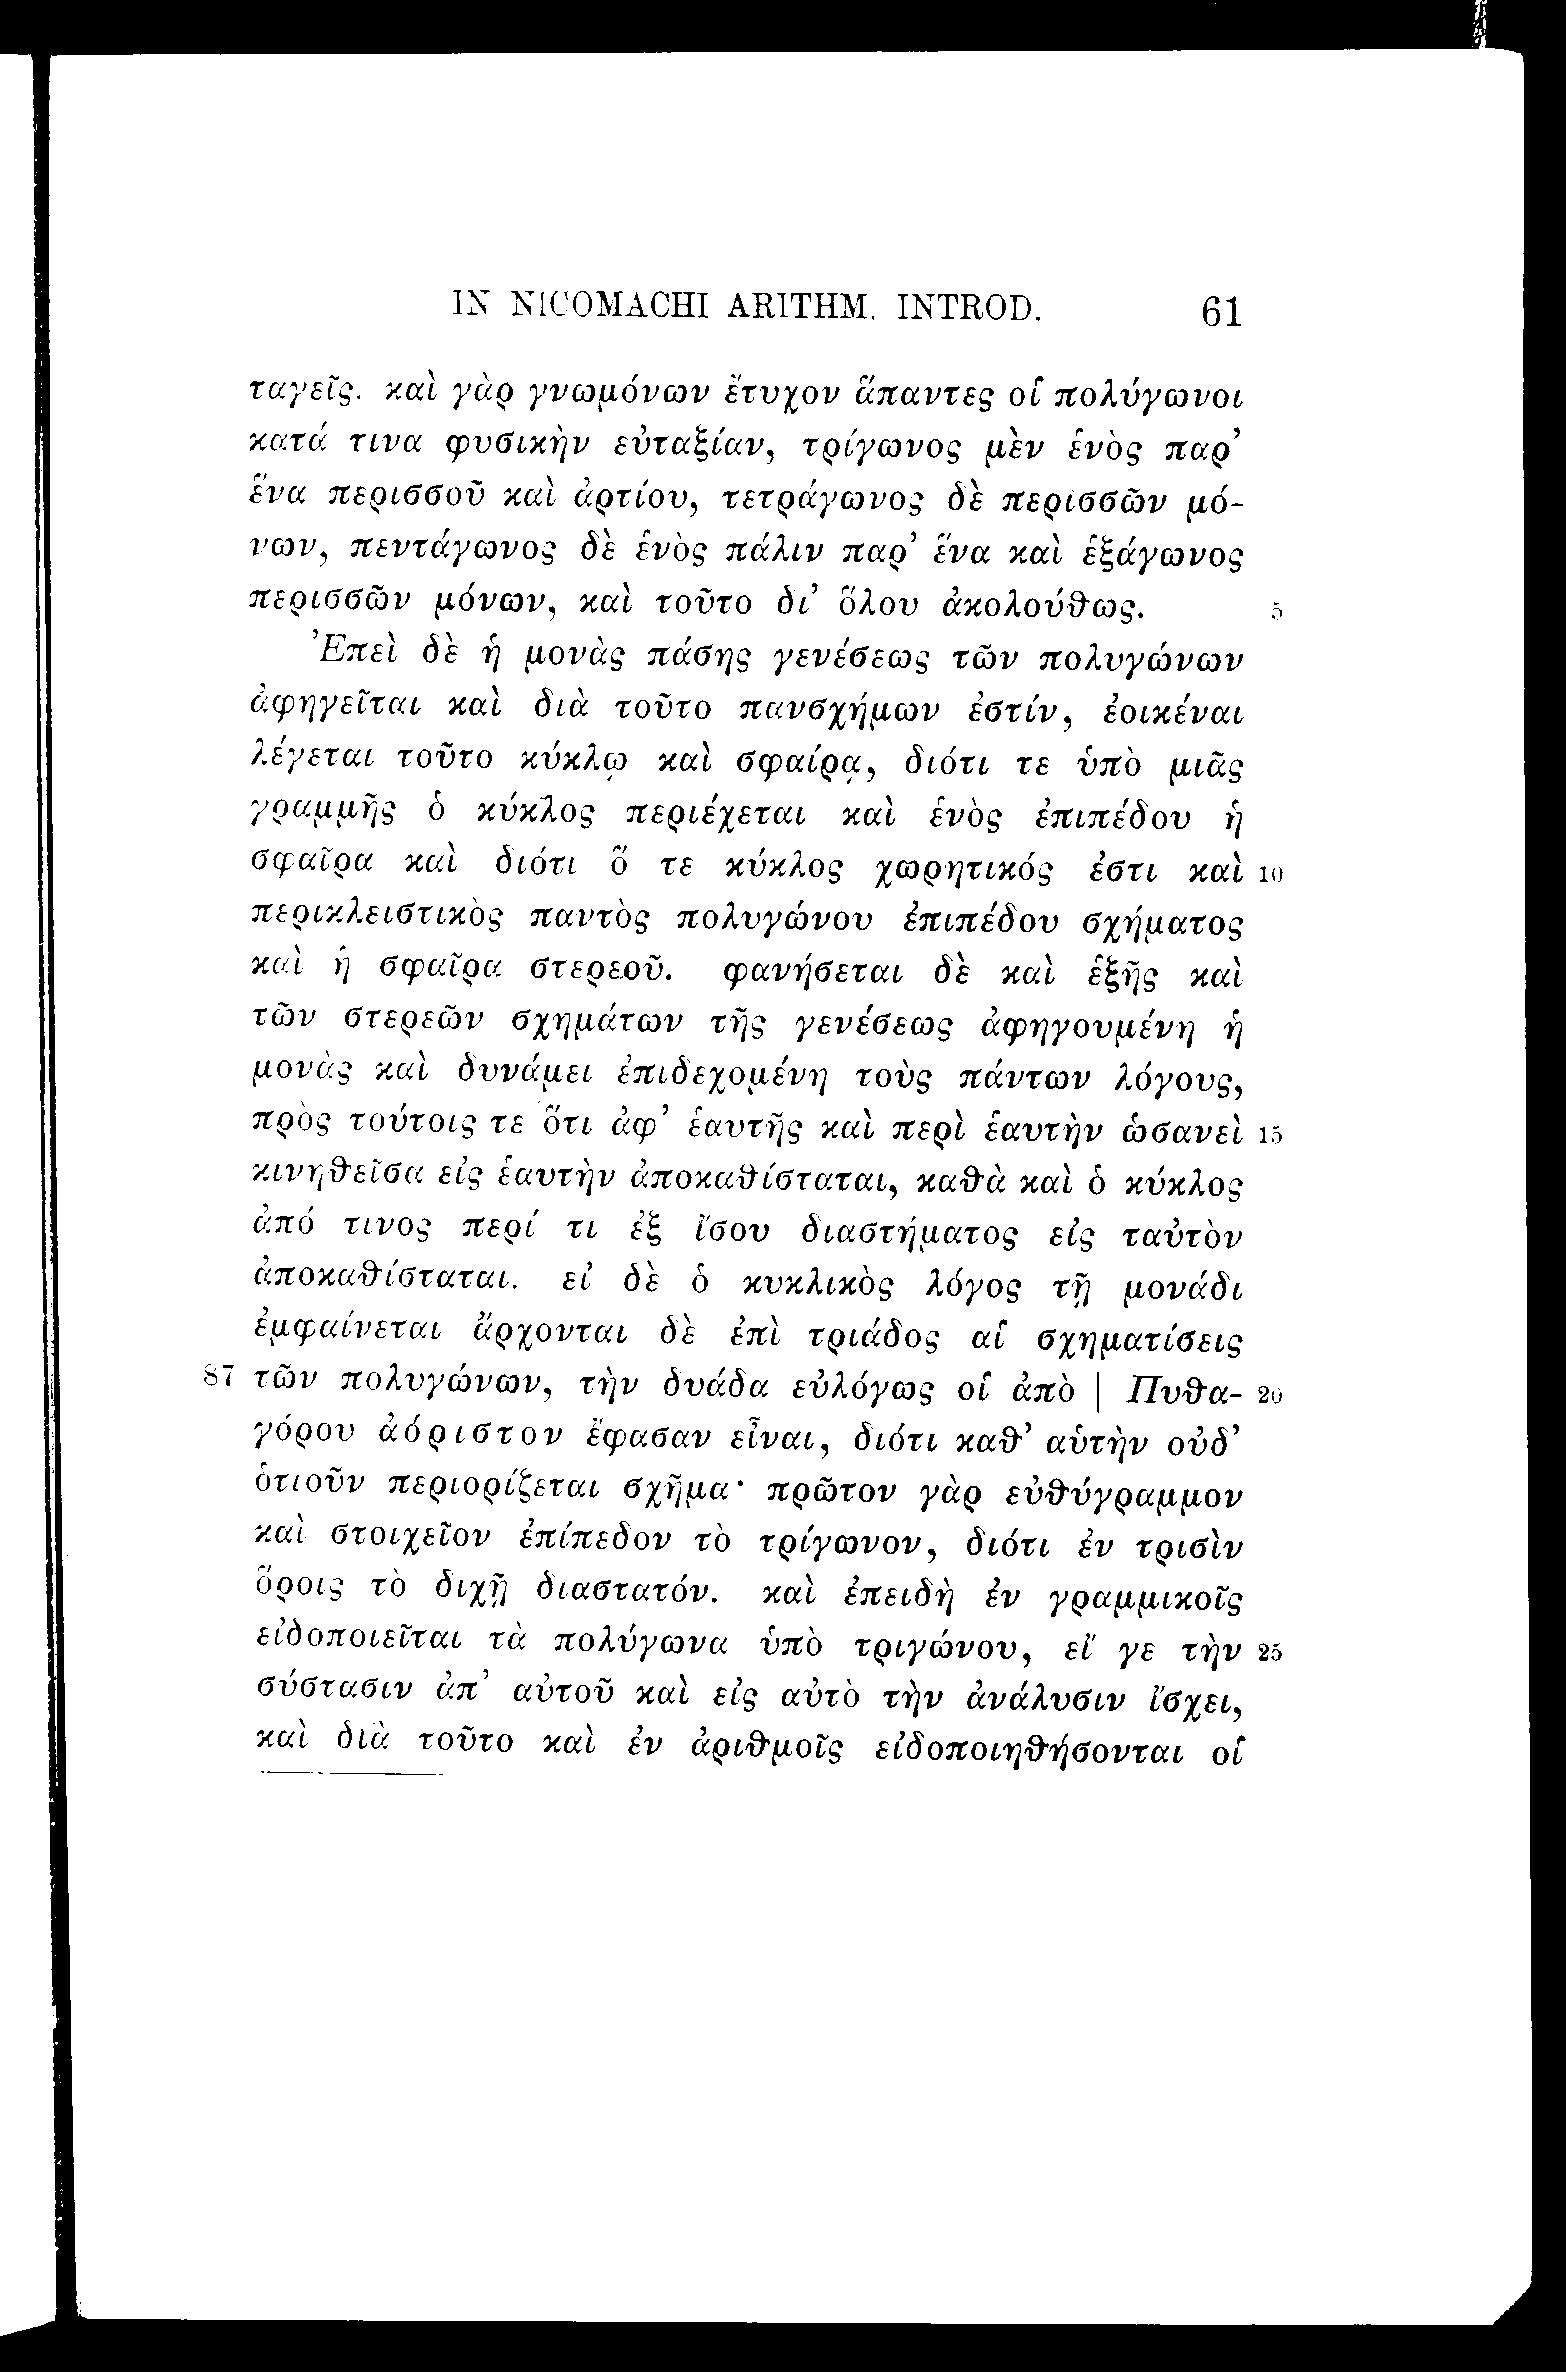 IN NICOMACHI ARITHM. INTROD. 61
ταγείς. καὶ γὰρ γνωμόνων ἔτυχον ἅπαντες οἱ πολύγωνοι
κατά τινα φυσικὴν εὐταξίαν, τρίγωνος μὲν ἑνὸς παρ’
ἕνα περισσοῦ καὶ ἀρτίου, τετράγωνος δὲ περισσῶν μό-
νων, πεντάγωνος δὲ ἑνὸς πάλιν παρ’ ἕνα καὶ ἑξάγωνος
περισσῶν μόνων, καὶ τοῦτο δι’ ὅλου ἀκολούθως. 5
Ἐπεὶ δὲ ἡ μονὰς πάσης γενέσεως τῶν πολυγώνων
ἀφηγεῖται καὶ διὰ τοῦτο πανσχήμων ἐστίν, ἐοικέναι
λέγεται τοῦτο κύκλῳ καὶ σφαίρᾳ, διότι τε ὑπὸ μιᾶς
γραμμῆς ὁ κύκλος περιέχεται καὶ ἑνὸς ἐπιπέδου ἡ
σφαῖρα καὶ διότι ὅ τε κύκλος χωρητικός ἐστι καὶ 10
περικλειστικὸς παντὸς πολυγώνου ἐπιπέδου σχήματος
καὶ ἡ σφαῖρα στερεοῦ. φανήσεται δὲ καὶ ἑξῆς καὶ
τῶν στερεῶν σχημάτων τῆς γενέσεως ἀφηγουμένη ἡ
μονὰς καὶ δυνάμει ἐπιδεχομένη τοὺς πάντων λόγους,
πρὸς τούτοις τε ὅτι ἀφ’ ἑαυτῆς καὶ περὶ ἑαυτὴν ὡσανεὶ 15
κινηθεῖσα εἰς ἑαυτὴν ἀποκαθίσταται, καθὰ καὶ ὁ κύκλος
ἀπό τινος περί τι ἐξ ἴσου διαστήματος εἰς ταὐτὸν
ἀποκαθίσταται. εἰ δὲ ὁ κυκλικὸς λόγος τῇ μονάδι
ἐμφαίνεται ἄρχονται δὲ ἐπὶ τριάδος αἱ σχηματίσεις
87 τῶν πολυγώνων, τὴν δυάδα εὐλόγως οἱ ἀπὸ | Πυθα- 20
γόρου ἀόριστον ἔφασαν εἶναι, διότι καθ’ αὑτὴν οὐδ’
ὁτιοῦν περιορίζεται σχῆμα· πρῶτον γὰρ εὐθύγραμμον
καὶ στοιχεῖον ἐπίπεδον τὸ τρίγωνον, διότι ἐν τρισὶν
ὅροις τὸ διχῇ διαστατόν. καὶ ἐπειδὴ ἐν γραμμικοῖς
εἰδοποιεῖται τὰ πολύγωνα ὑπὸ τριγώνου, εἴ γε τὴν 25
σύστασιν ἀπ’ αὐτοῦ καὶ εἰς αὐτὸ τὴν ἀνάλυσιν ἴσχει,
καὶ διὰ τοῦτο καὶ ἐν ἀριθμοῖς εἰδοποιηθήσονται οἱ